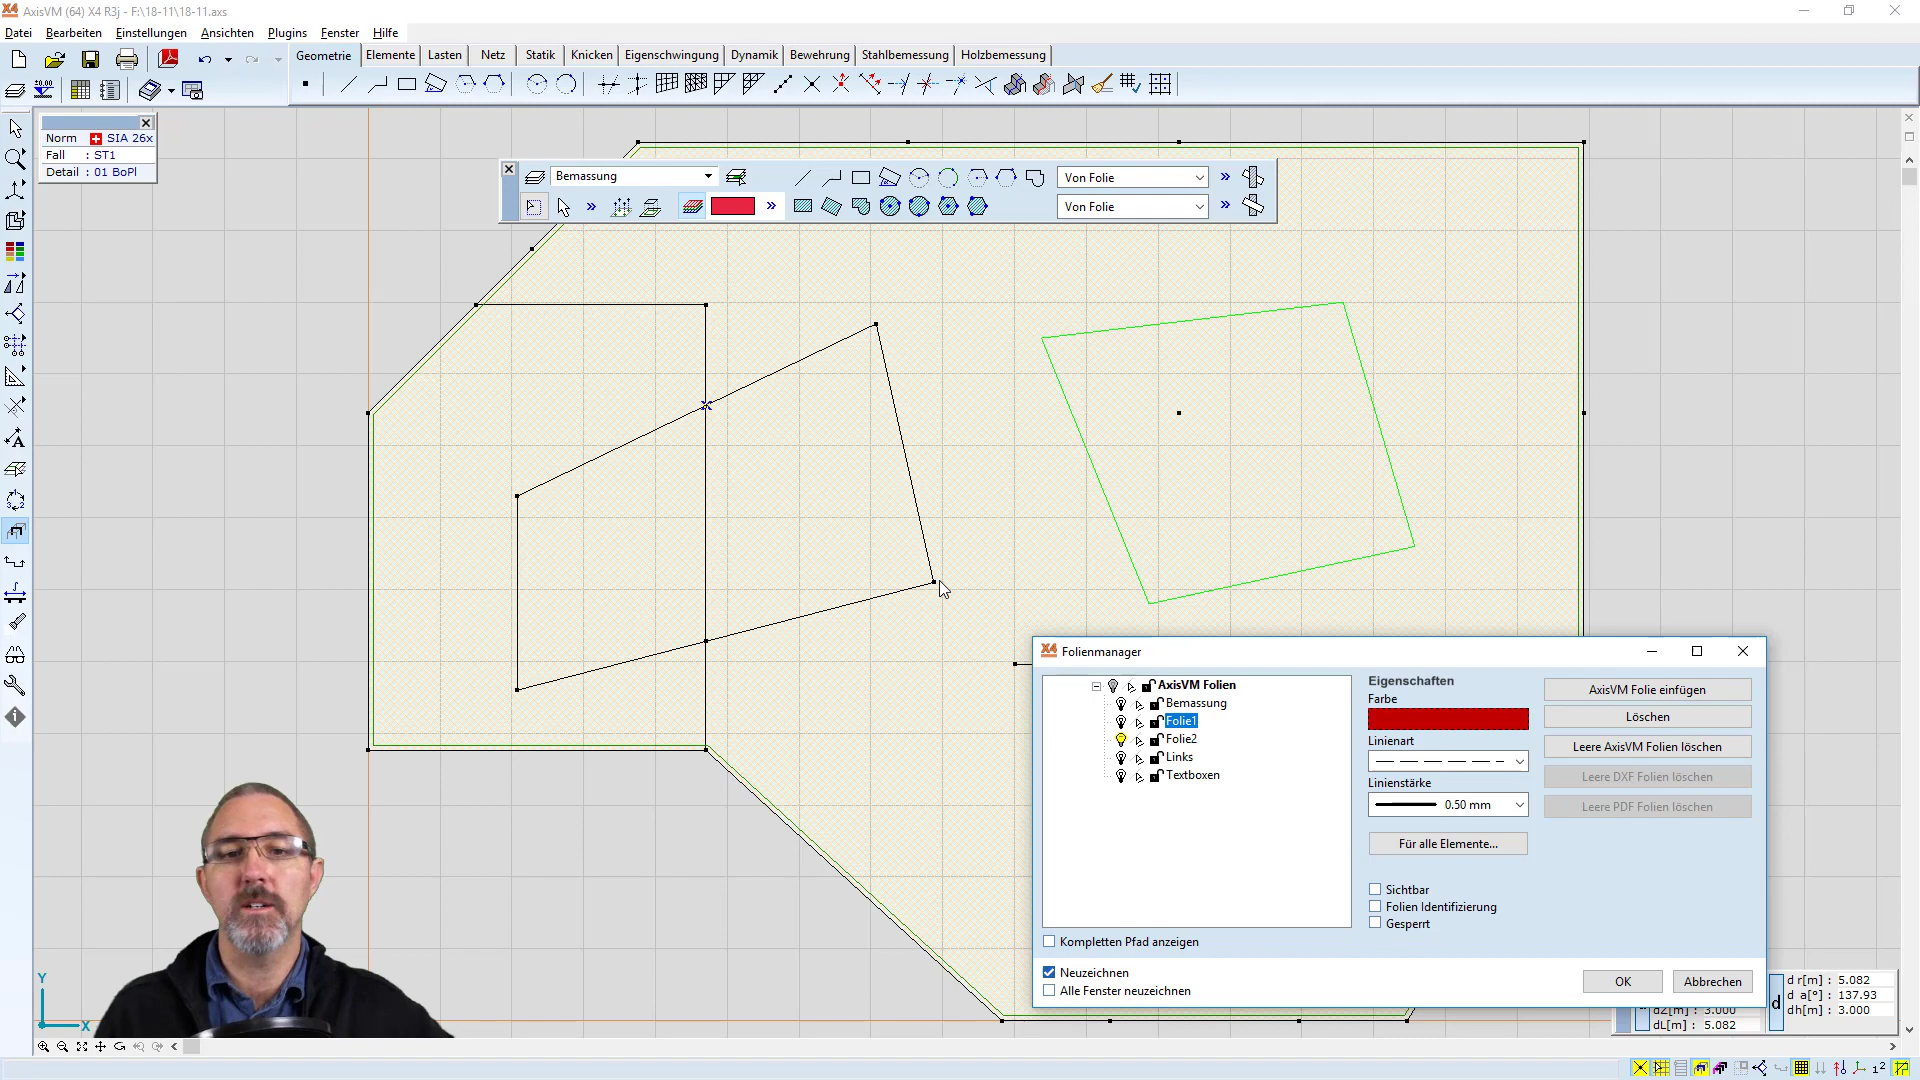 AxisVM (64) X4 R3j - F:\18-11\18-11.axs
Datei Bearbeiten Einstellungen Ansichten Plugins Fenster Hilfe
Geometrie Elemente Lasten Netz Statik Knicken Eigenschwingung Dynamik Bewehrung Stahlbemessung Holzbemessung
Norm SIA 26x
Fall : ST1
Detail : 01 BoPl
Bemassung
Von Folie
Von Folie
X4 Folienmanager
AxisVM Folien
Bemassung
Folie1
Folie2
Links
Textboxen
Kompletten Pfad anzeigen
Neuzeichnen
Alle Fenster neuzeichnen
Eigenschaften
Farbe
Linienart
Linienstärke
0.50 mm
Für alle Elemente...
Sichtbar
Folien Identifizierung
Gesperrt
AxisVM Folie einfügen
Löschen
Leere AxisVM Folien löschen
Leere DXF Folien löschen
Leere PDF Folien löschen
OK Abbrechen
d r[m] : 5.082
d a[°] : 137.93
dh[m] : 3.000
dZ[m] : 3.000
dL[m] : 5.082
d
Y
X